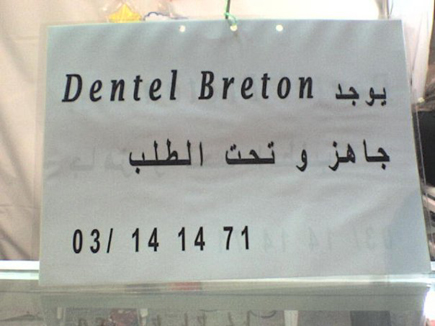 يوجد Dentel Breton
جاهز و تحت الطلب
03/ 14 14 71